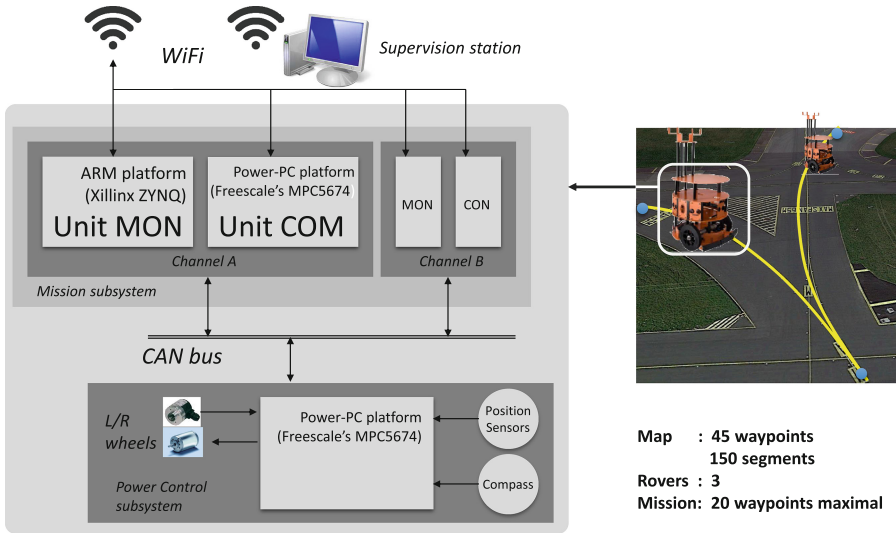 WiFi
Supervision station
ARM platform
(Xillinx ZYNQ)
Unit MON
Power-PC platform
(Freescale's MPC5674)
Unit COM
Channel A
MON
CON
Channel B
Mission subsystem
CAN bus
L/R
wheels
Power-PC platform
(Freescale's MPC5674)
Position
Sensors
Compass
Power Control
subsystem
Map : 45 waypoints
150 segments
Rovers : 3
Mission: 20 waypoints maximal